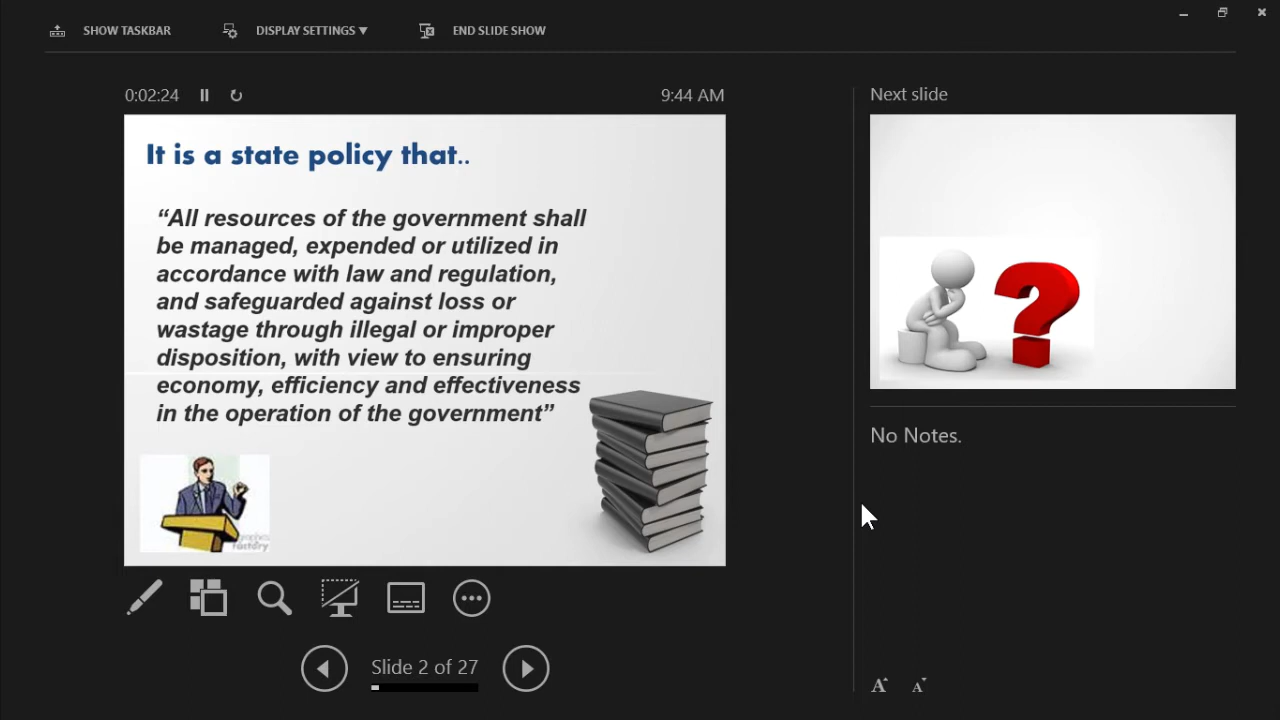 SHOW TASKBAR
DISPLAY SETTINGS
END SLIDE SHOW
0:02:24
9:44 AM
It is a state policy that..
“All resources of the government shall
be managed, expended or utilized in
accordance with law and regulation,
and safeguarded against loss or
wastage through illegal or improper
disposition, with view to ensuring
economy, efficiency and effectiveness
in the operation of the government”
Slide 2 of 27
Next slide
?
No Notes.
A A